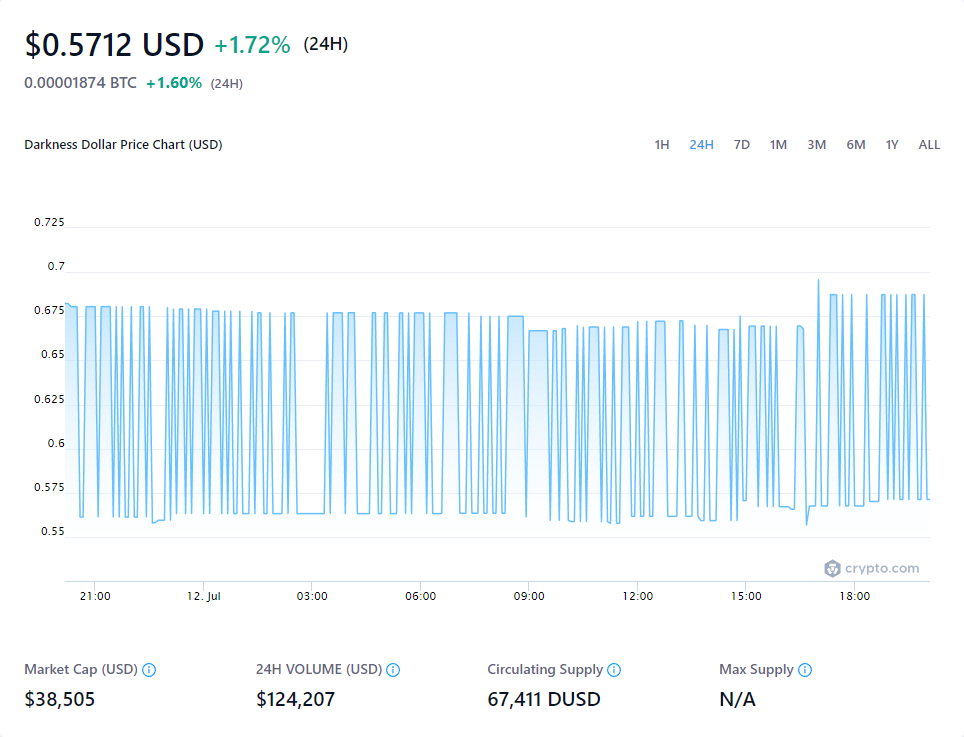 $0.5712 USD +1.72% (24H)
0.00001874 BTC +1.60% (24H)
Darkness Dollar Price Chart (USD) 1H 24H 7D 1M 3M 6M 1Y ALL
0.725
0.7
0.675
0.65
0.625
0.6
0.575
0.55
crypto.com
21:00 12. Jul 03:00 06:00 09:00 12:00 15:00 18:00
Market Cap (USD) 24H VOLUME (USD) Circulating Supply Max Supply
$38,505 $124,207 67,411 DUSD N/A